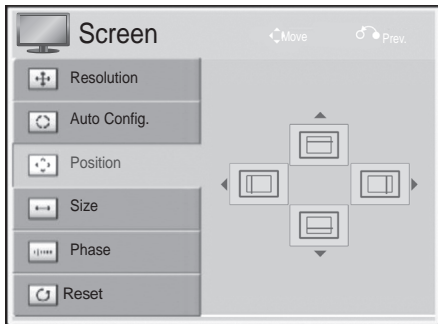 Screen
Move
Prev.
Resolution
Auto Config.
Position
Size
Phase
Reset